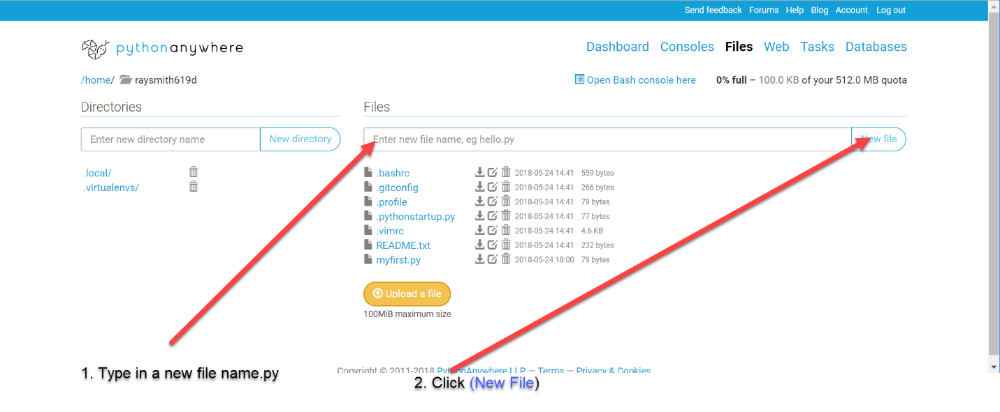 Send feedback Forums Help Blog Account Log out
pythonanywhere
Dashboard Consoles Files Web Tasks Databases
/home/ raysmith619d
Open Bash console here 0% full – 100.0 KB of your 512.0 MB quota
Directories
Files
Enter new directory name New directory
Enter new file name, eg hello.py New file
.local/
.virtualenvs/
.bashrc 2018-05-24 14:41 559 bytes
.gitconfig 2018-05-24 14:41 266 bytes
.profile 2018-05-24 14:41 79 bytes
.pythonstartup.py 2018-05-24 14:41 77 bytes
.vimrc 2018-05-24 14:41 4.6 KB
README.txt 2018-05-24 14:41 232 bytes
myfirst.py 2018-05-24 18:00 79 bytes
Upload a file
100MiB maximum size
Copyright © 2011-2018 PythonAnywhere LLP — Terms — Privacy & Cookies
1. Type in a new file name.py
2. Click (New File)